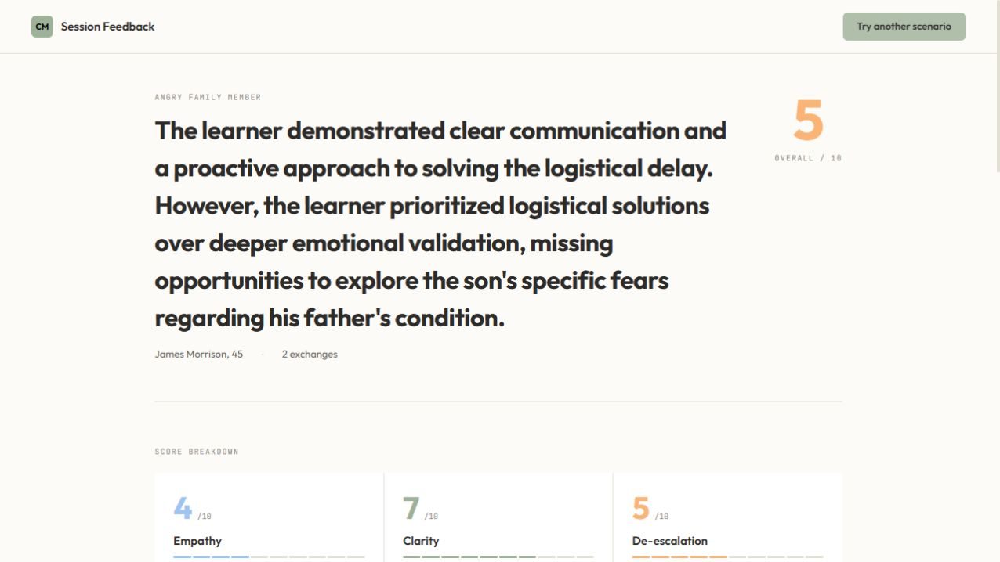 CM Session Feedback
Try another scenario
ANGRY FAMILY MEMBER
The learner demonstrated clear communication and
a proactive approach to solving the logistical delay.
However, the learner prioritized logistical solutions
over deeper emotional validation, missing
opportunities to explore the son's specific fears
regarding his father's condition.
5
OVERALL / 10
James Morrison, 45 · 2 exchanges
SCORE BREAKDOWN
4 /10
Empathy
7 /10
Clarity
5 /10
De-escalation